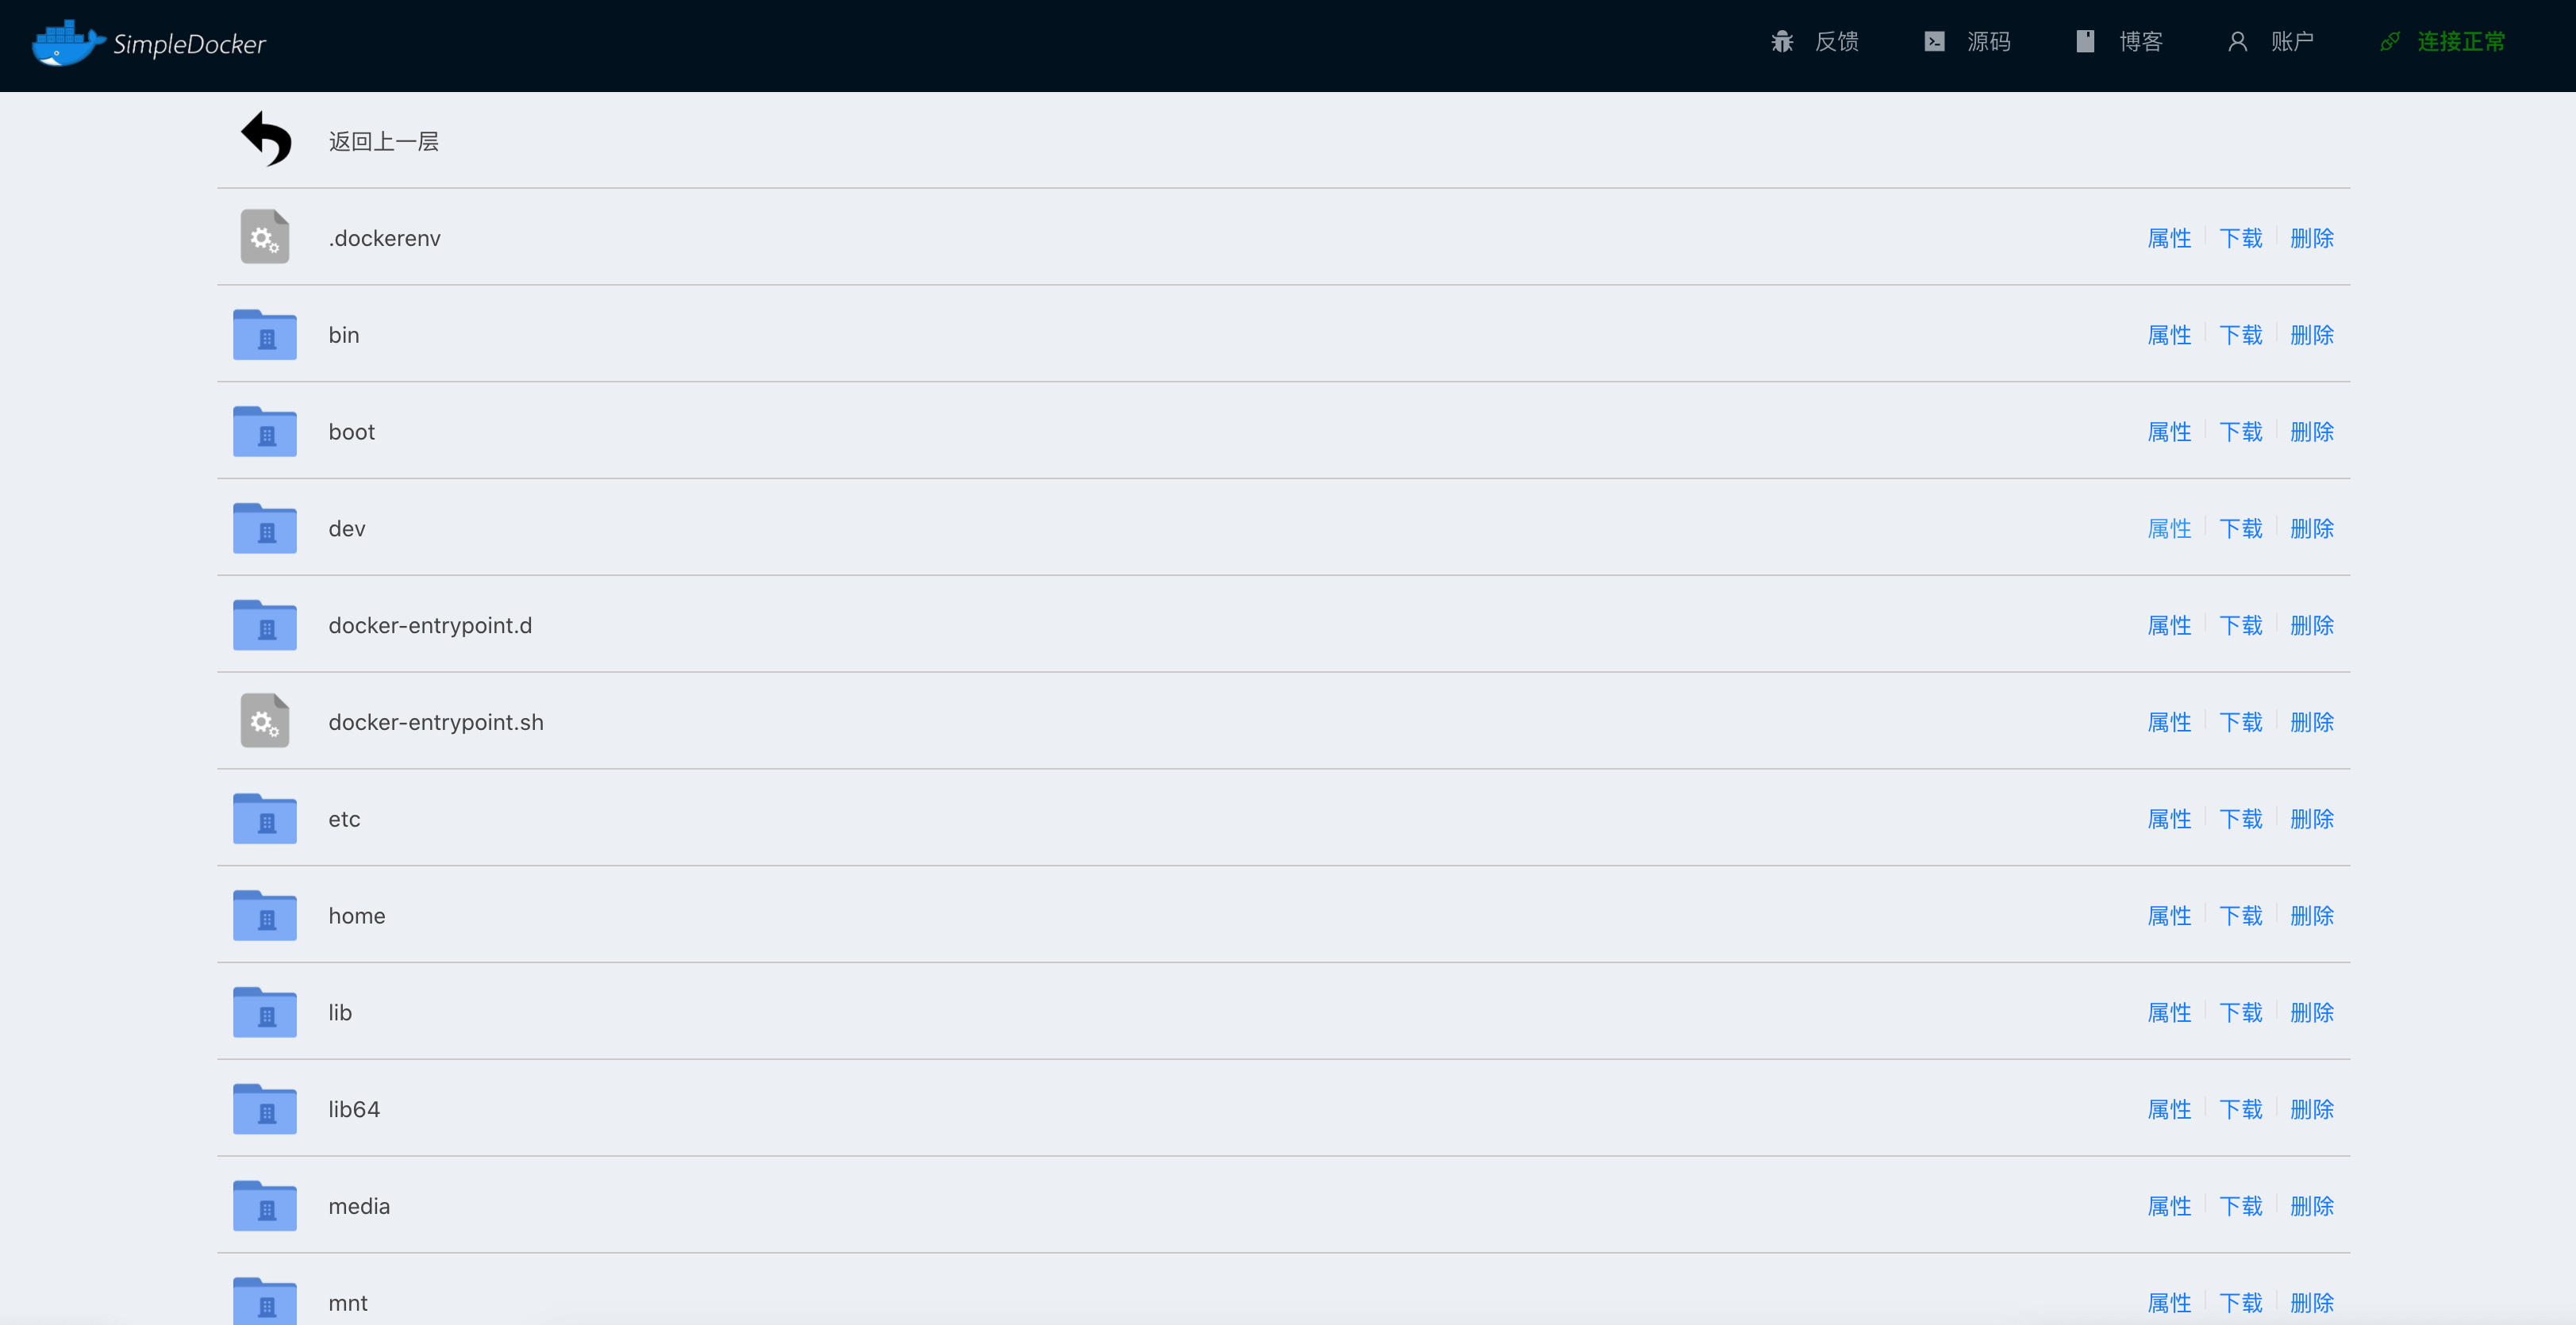 SimpleDocker 反馈 源码 博客 账户 连接正常
返回上一层
.dockerenv 属性 下载 删除
bin 属性 下载 删除
boot 属性 下载 删除
dev 属性 下载 删除
docker-entrypoint.d 属性 下载 删除
docker-entrypoint.sh 属性 下载 删除
etc 属性 下载 删除
home 属性 下载 删除
lib 属性 下载 删除
lib64 属性 下载 删除
media 属性 下载 删除
mnt 属性 下载 删除